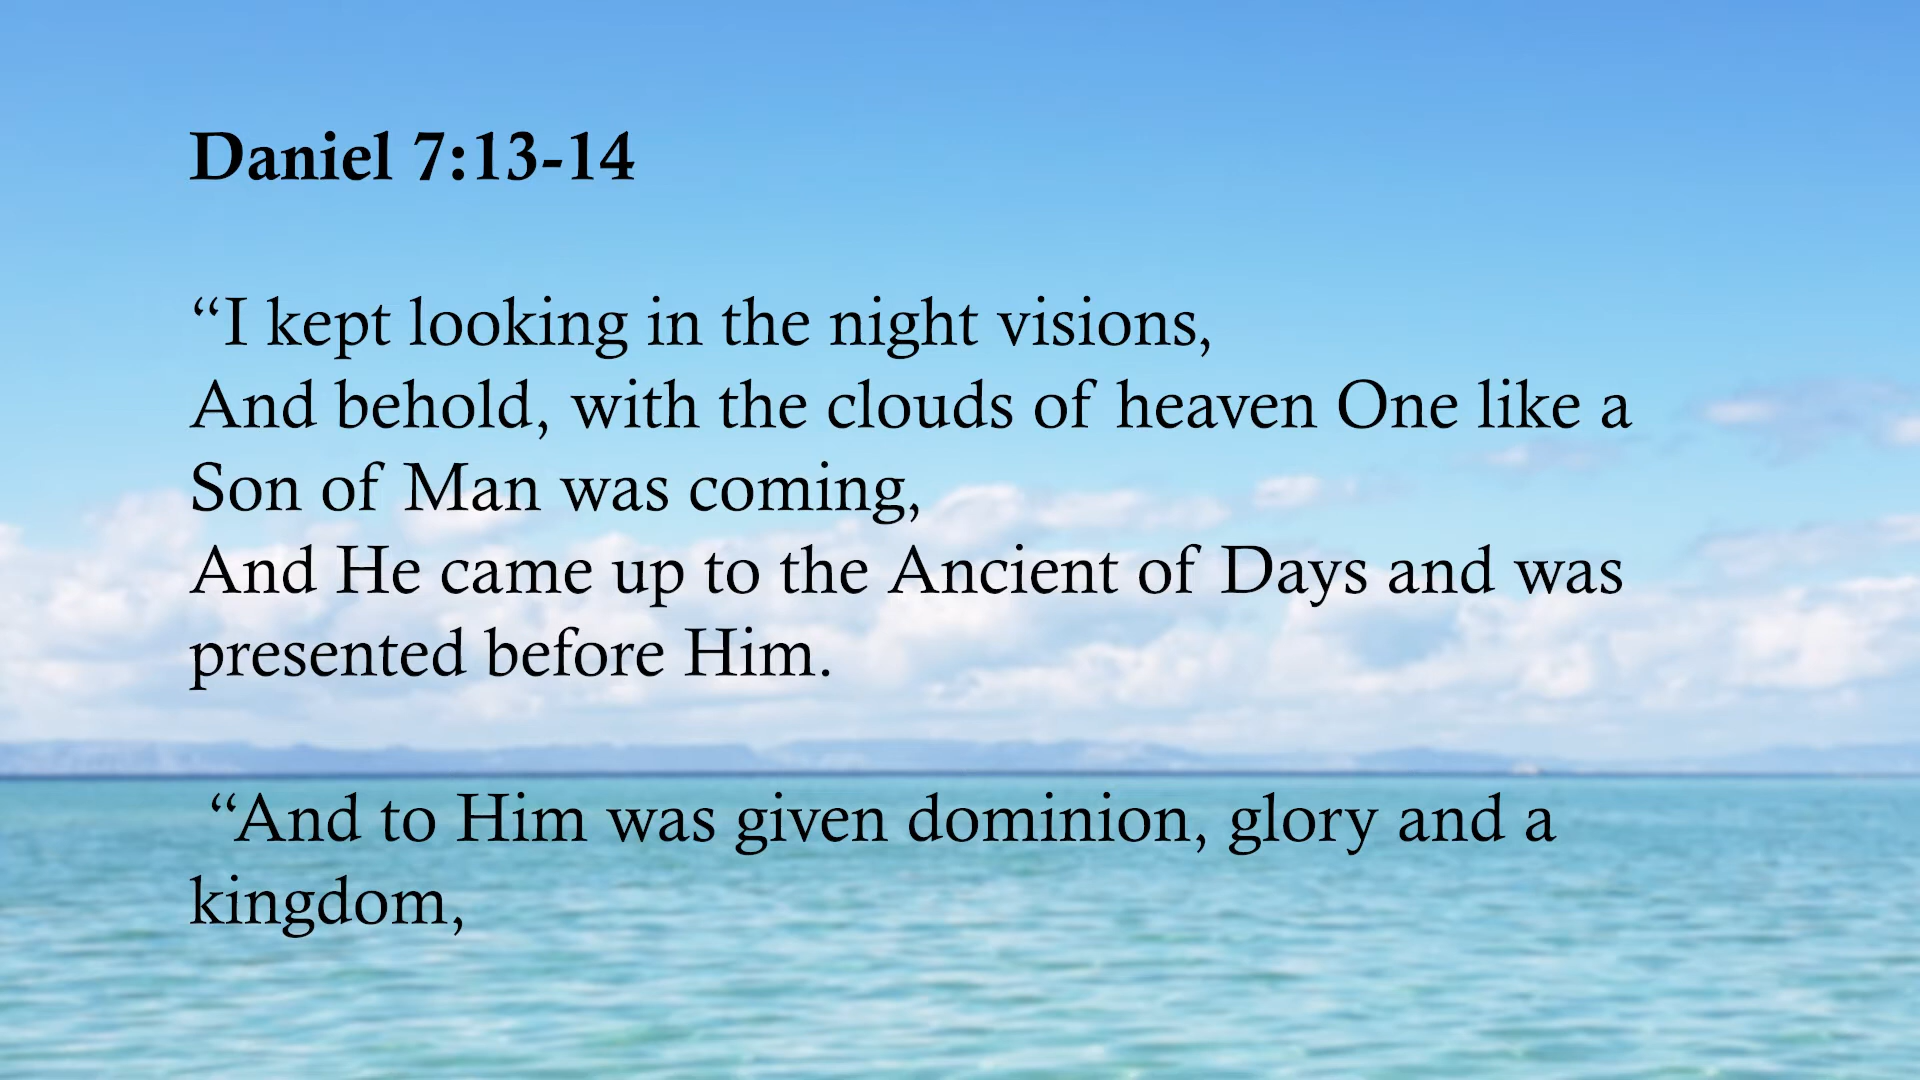 Daniel 7:13-14
“I kept looking in the night visions,
And behold, with the clouds of heaven One like a
Son of Man was coming,
And He came up to the Ancient of Days and was
presented before Him.
“And to Him was given dominion, glory and a
kingdom,